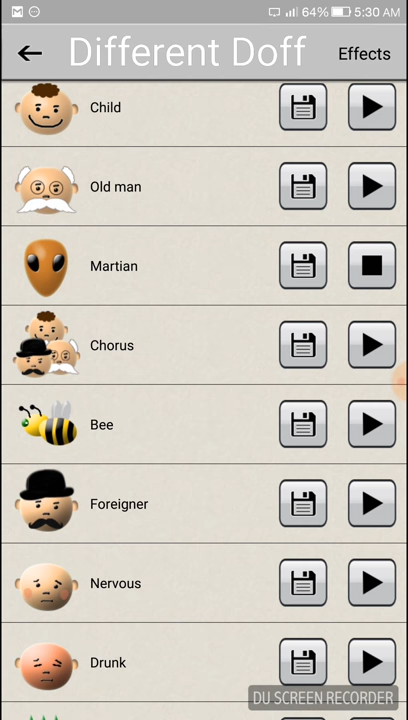 64% 5:30 AM
Different Doff
Effects
Child
Old man
Martian
Chorus
Bee
Foreigner
Nervous
Drunk
DU SCREEN RECORDER